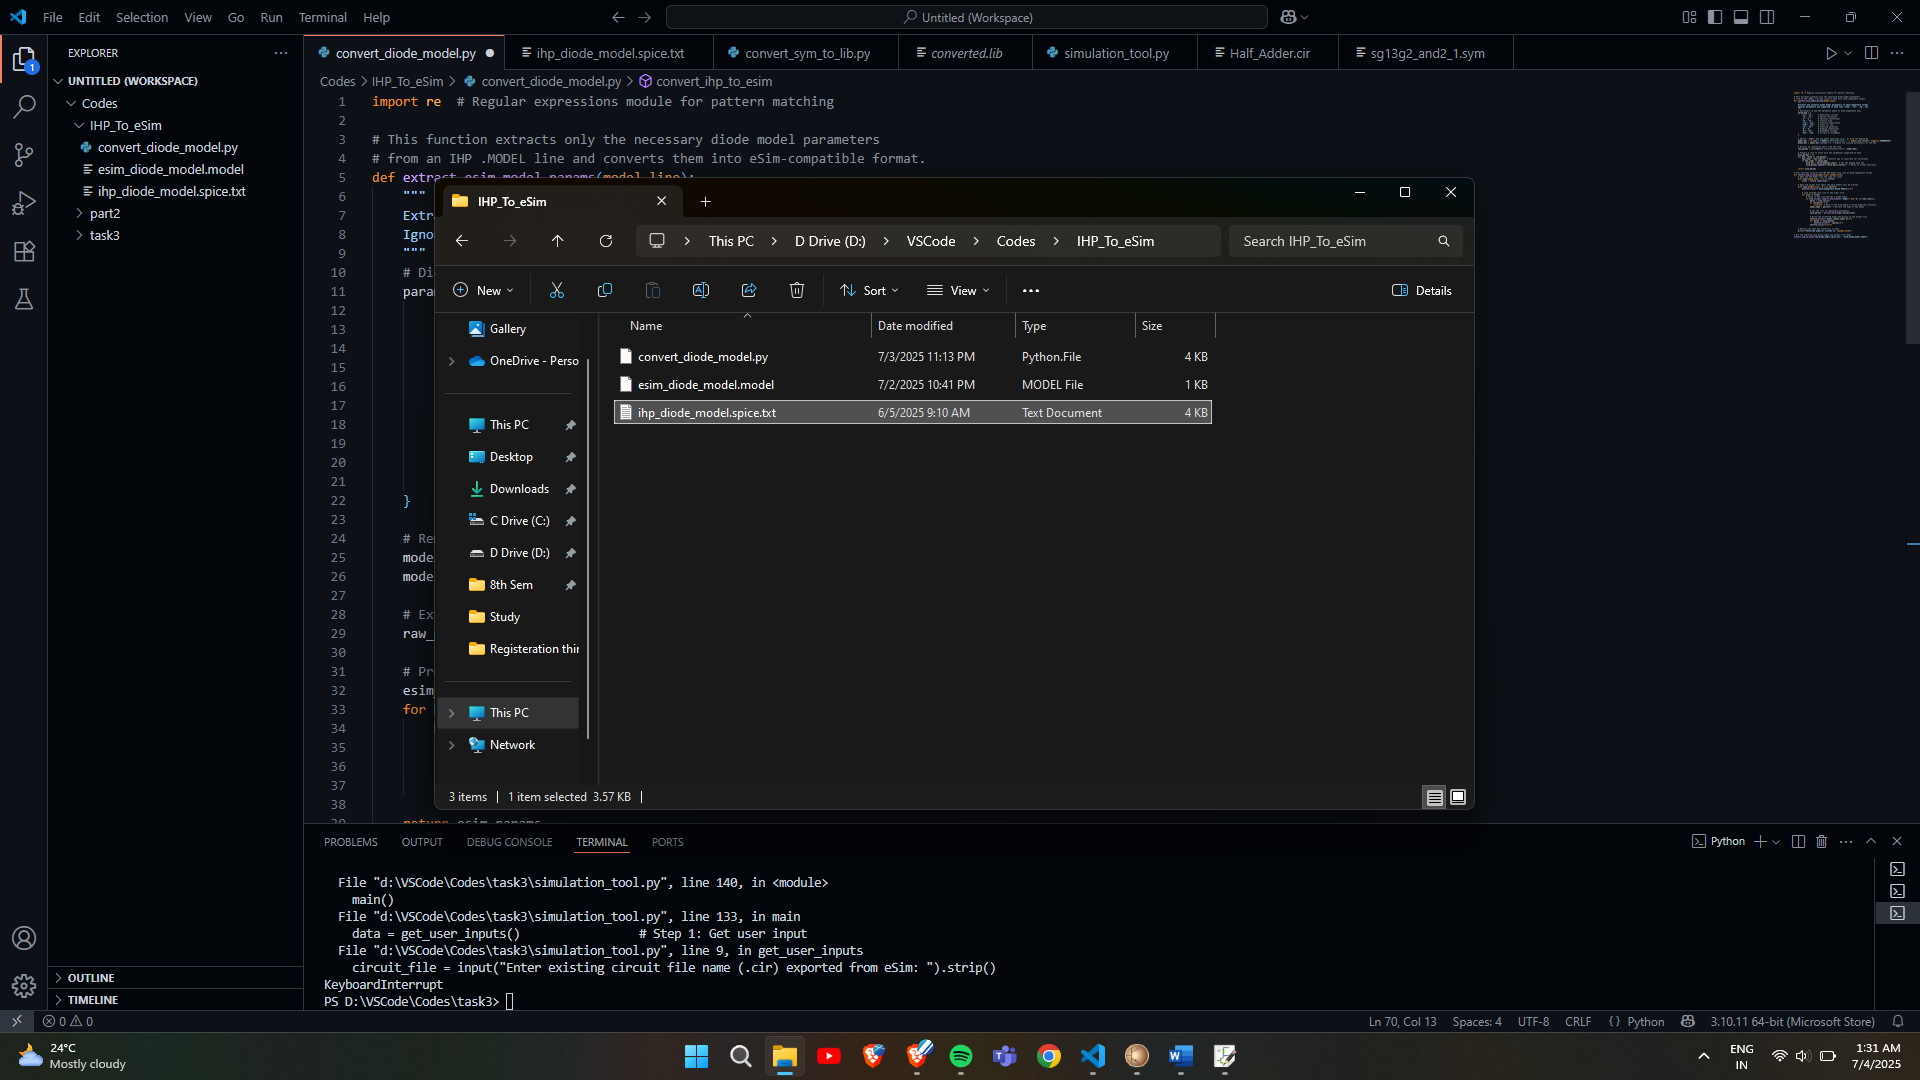 File Edit Selection View Go Run Terminal Help
Untitled (Workspace)
EXPLORER
1
UNTITLED (WORKSPACE)
Codes
IHP_To_eSim
convert_diode_model.py
esim_diode_model.model
ihp_diode_model.spice.txt
part2
task3
OUTLINE
TIMELINE
convert_diode_model.py
ihp_diode_model.spice.txt
convert_sym_to_lib.py
converted.lib
simulation_tool.py
Half_Adder.cir
sg13g2_and2_1.sym
Codes > IHP_To_eSim > convert_diode_model.py > convert_ihp_to_esim
1 import re # Regular expressions module for pattern matching
2
3 # This function extracts only the necessary diode model parameters
4 # from an IHP .MODEL line and converts them into eSim-compatible format.
5 def extract_esim_model_params(model_line):
6 """
7 Extr
8 Igno
9 """
10 # Di
11 para
12
13
14
15
16
17
18
19
20
21
22 }
23
24 # Re
25 mode
26 mode
27
28 # Ex
29 raw_
30
31 # Pr
32 esim
33 for
34
35
36
37
38
39 return esim_params
IHP_To_eSim
This PC > D Drive (D:) > VSCode > Codes > IHP_To_eSim
Search IHP_To_eSim
New
Sort
View
Details
Gallery
OneDrive - Perso
This PC
Desktop
Downloads
C Drive (C:)
D Drive (D:)
8th Sem
Study
Registeration thin
This PC
Network
Name Date modified Type Size
convert_diode_model.py 7/3/2025 11:13 PM Python.File 4 KB
esim_diode_model.model 7/2/2025 10:41 PM MODEL File 1 KB
ihp_diode_model.spice.txt 6/5/2025 9:10 AM Text Document 4 KB
3 items 1 item selected 3.57 KB
PROBLEMS OUTPUT DEBUG CONSOLE TERMINAL PORTS
Python
File "d:\VSCode\Codes\task3\simulation_tool.py", line 140, in <module>
main()
File "d:\VSCode\Codes\task3\simulation_tool.py", line 133, in main
data = get_user_inputs() # Step 1: Get user input
File "d:\VSCode\Codes\task3\simulation_tool.py", line 9, in get_user_inputs
circuit_file = input("Enter existing circuit file name (.cir) exported from eSim: ").strip()
KeyboardInterrupt
PS D:\VSCode\Codes\task3>
0 0
Ln 70, Col 13 Spaces: 4 UTF-8 CRLF {} Python 3.10.11 64-bit (Microsoft Store)
24°C
Mostly cloudy
ENG
IN
1:31 AM
7/4/2025